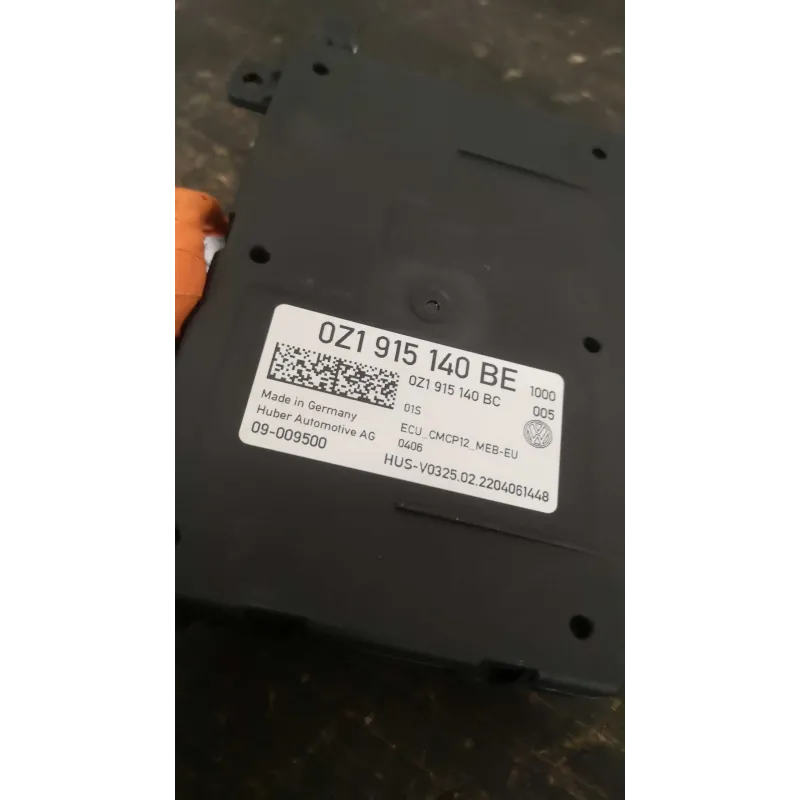 0Z1 915 140 BE
1000
0Z1 915 140 BC
005
01S
Made in Germany
ECU_CMCP12_MEB-EU
Huber Automotive AG
0406
09-009500
HUS-V0325.02.2204061448